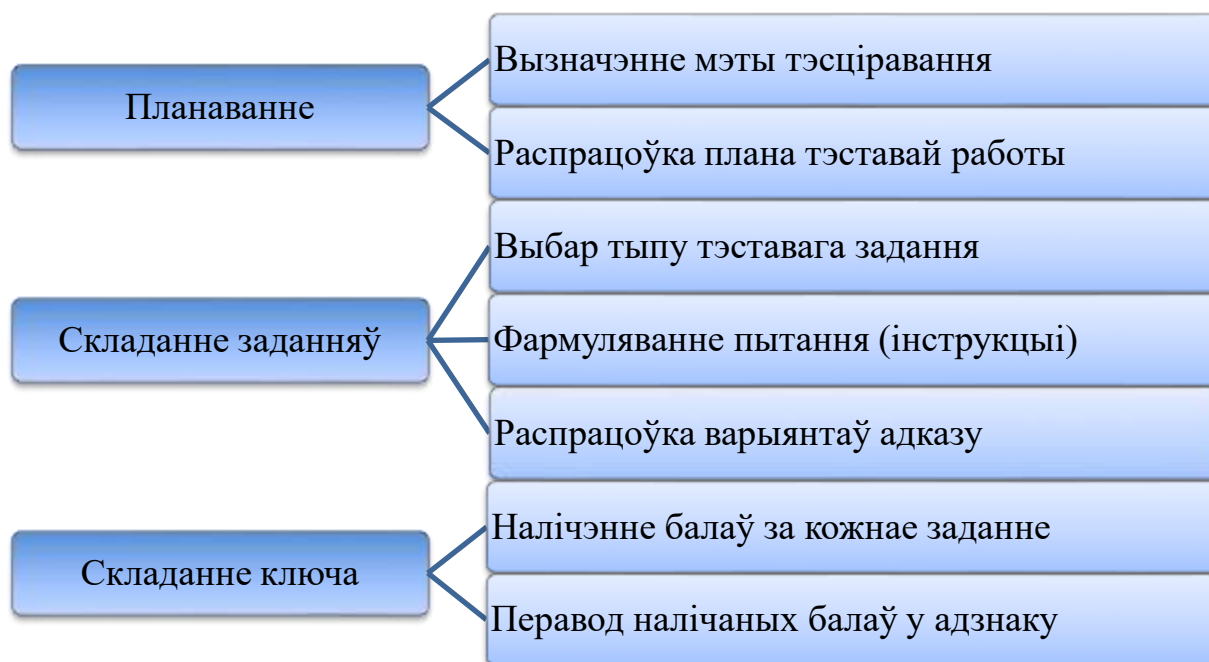 Планаванне
Вызначэнне мэты тэсціравання
Распрацоўка плана тэставай работы
Складанне заданняў
Выбар тыпу тэставага задання
Фармуляванне пытання (інструкцыі)
Распрацоўка варыянтаў адказу
Складанне ключа
Налічэнне балаў за кожнае заданне
Перавод налічаных балаў у адзнаку